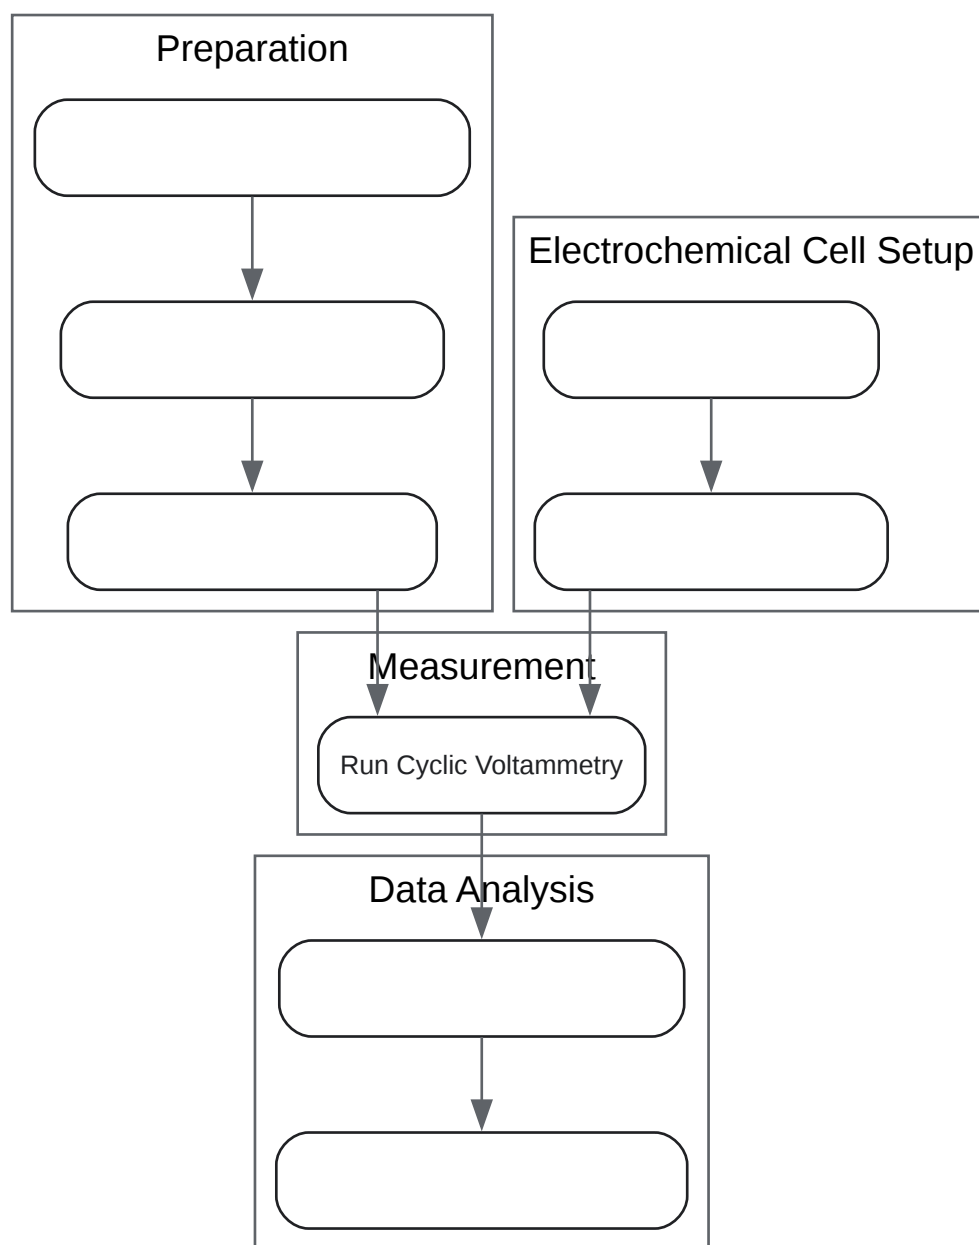 Preparation
Electrochemical Cell Setup
Measurement
Run Cyclic Voltammetry
Data Analysis